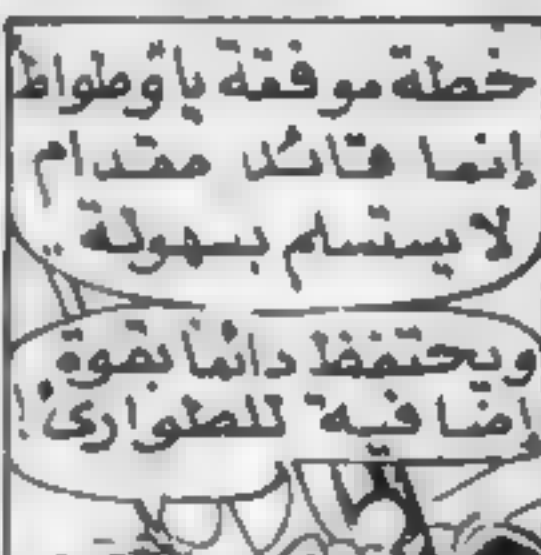 خطة موفقة يا وطواط
إنما قائد مقدام
لا يستسلم بسهولة ..
ويحتفظ دائماً بقوة
إضافية للطوارئ !